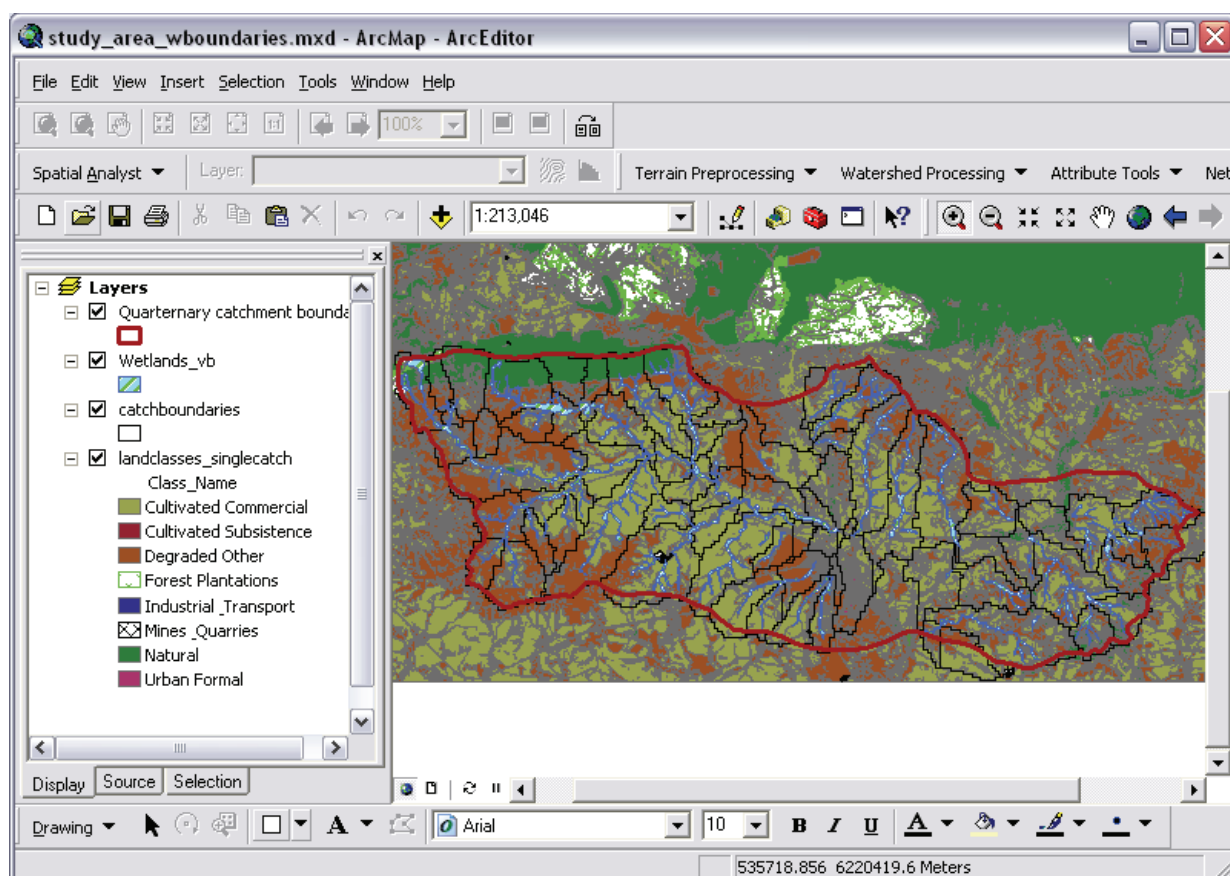 study_area_wboundaries.mxd - ArcMap - ArcEditor
File Edit View Insert Selection Tools Window Help
1:1 100%
Spatial Analyst Layer: Terrain Preprocessing Watershed Processing Attribute Tools Net
1:213,046
Layers
Quarternary catchment bounda
Wetlands_vb
catchboundaries
landclasses_singlecatch
Class_Name
Cultivated Commercial
Cultivated Subsistence
Degraded Other
Forest Plantations
Industrial _Transport
Mines _Quarries
Natural
Urban Formal
Display Source Selection
Drawing A Arial 10 B I U A
535718.856 6220419.6 Meters